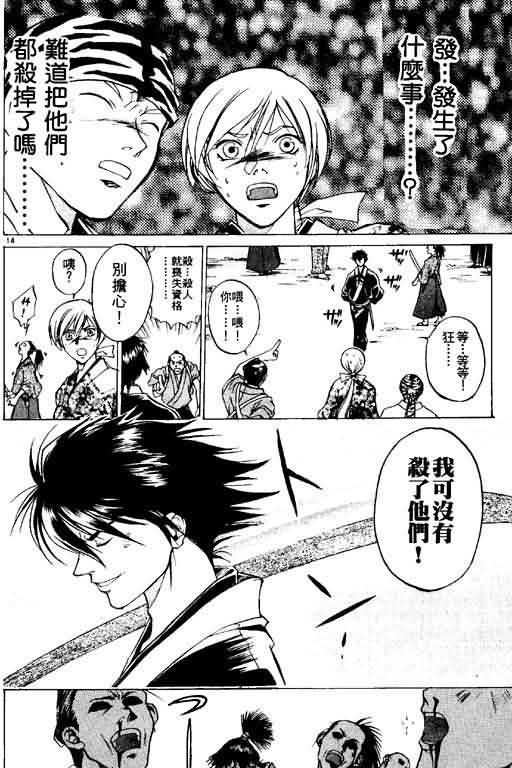 發…發生了
什麼事…………？
難道把他們
都殺掉了嗎……
14
等…等等！
狂……
喂…喂！
你……
殺…殺人
就喪失資格
別擔心！
咦？
我可沒有
殺了他們！